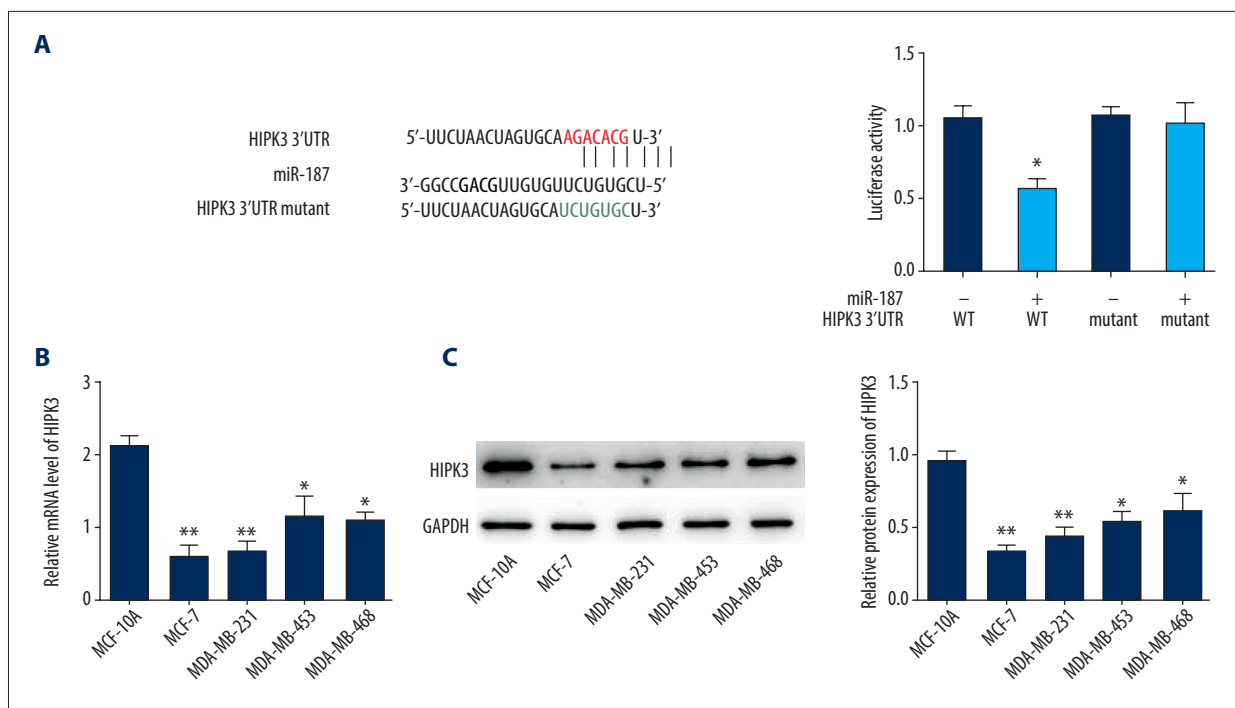 A
HIPK3 3’UTR 5’-UUCUAACUAGUGCAAGACACG U-3’
miR-187
3’-GGCCGACGUUGUGUUCUGUGCU-5’
HIPK3 3’UTR mutant 5’-UUCUAACUAGUGCAUCUGUGCU-3’
Luciferase activity
1.5
1.0
0.5
0.0
*
miR-187 – + – +
HIPK3 3’UTR WT WT mutant mutant
B
Relative mRNA level of HIPK3
3
2
1
0
** ** * *
MCF-10A MCF-7 MDA-MB-231 MDA-MB-453 MDA-MB-468
C
HIPK3
GAPDH
MCF-10A MCF-7 MDA-MB-231 MDA-MB-453 MDA-MB-468
Relative protein expression of HIPK3
1.5
1.0
0.5
0.0
** ** * *
MCF-10A MCF-7 MDA-MB-231 MDA-MB-453 MDA-MB-468